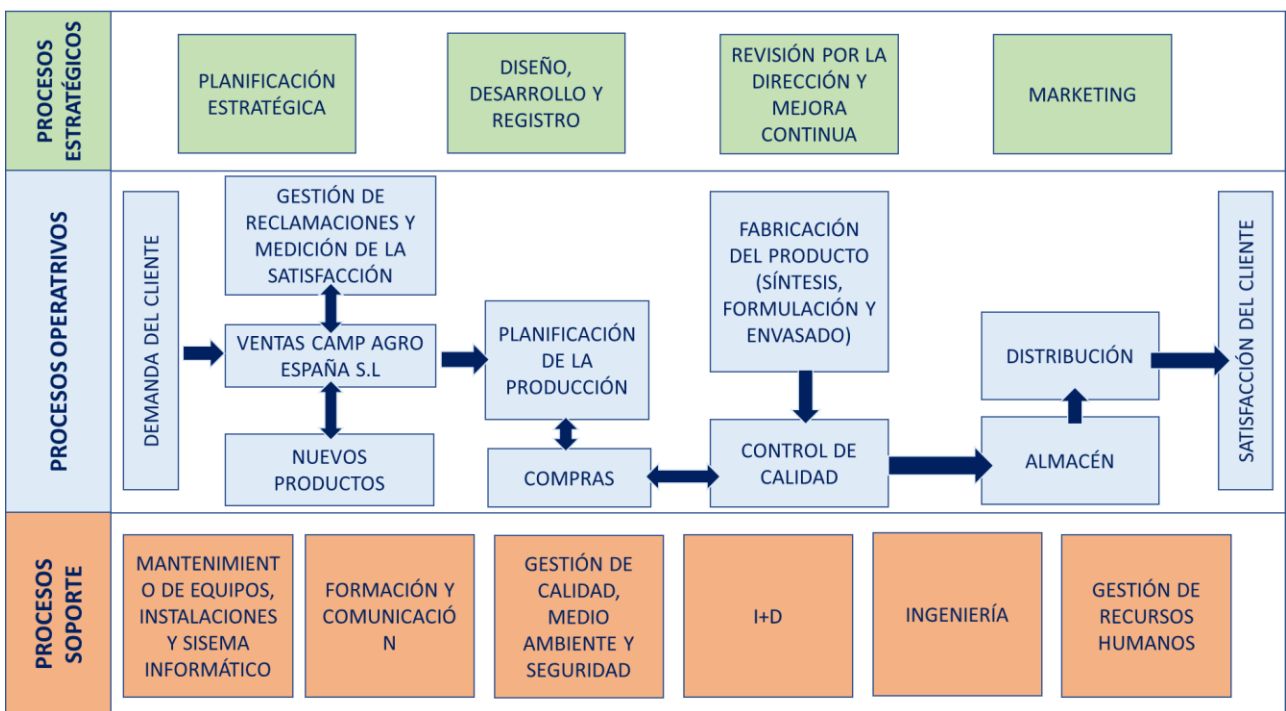 PROCESOS
ESTRATÉGICOS
PLANIFICACIÓN
ESTRATÉGICA
DISEÑO,
DESARROLLO Y
REGISTRO
REVISIÓN POR LA
DIRECCIÓN Y
MEJORA
CONTINUA
MARKETING
PROCESOS OPERATRIVOS
DEMANDA DEL CLIENTE
GESTIÓN DE
RECLAMACIONES Y
MEDICIÓN DE LA
SATISFACCIÓN
VENTAS CAMP AGRO
ESPAÑA S.L
NUEVOS
PRODUCTOS
PLANIFICACIÓN
DE LA
PRODUCCIÓN
COMPRAS
FABRICACIÓN
DEL PRODUCTO
(SÍNTESIS,
FORMULACIÓN Y
ENVASADO)
CONTROL DE
CALIDAD
DISTRIBUCIÓN
ALMACÉN
SATISFACCIÓN DEL CLIENTE
PROCESOS
SOPORTE
MANTENIMIENT
O DE EQUIPOS,
INSTALACIONES
Y SISEMA
INFORMÁTICO
FORMACIÓN Y
COMUNICACIÓ
N
GESTIÓN DE
CALIDAD,
MEDIO
AMBIENTE Y
SEGURIDAD
I+D
INGENIERÍA
GESTIÓN DE
RECURSOS
HUMANOS